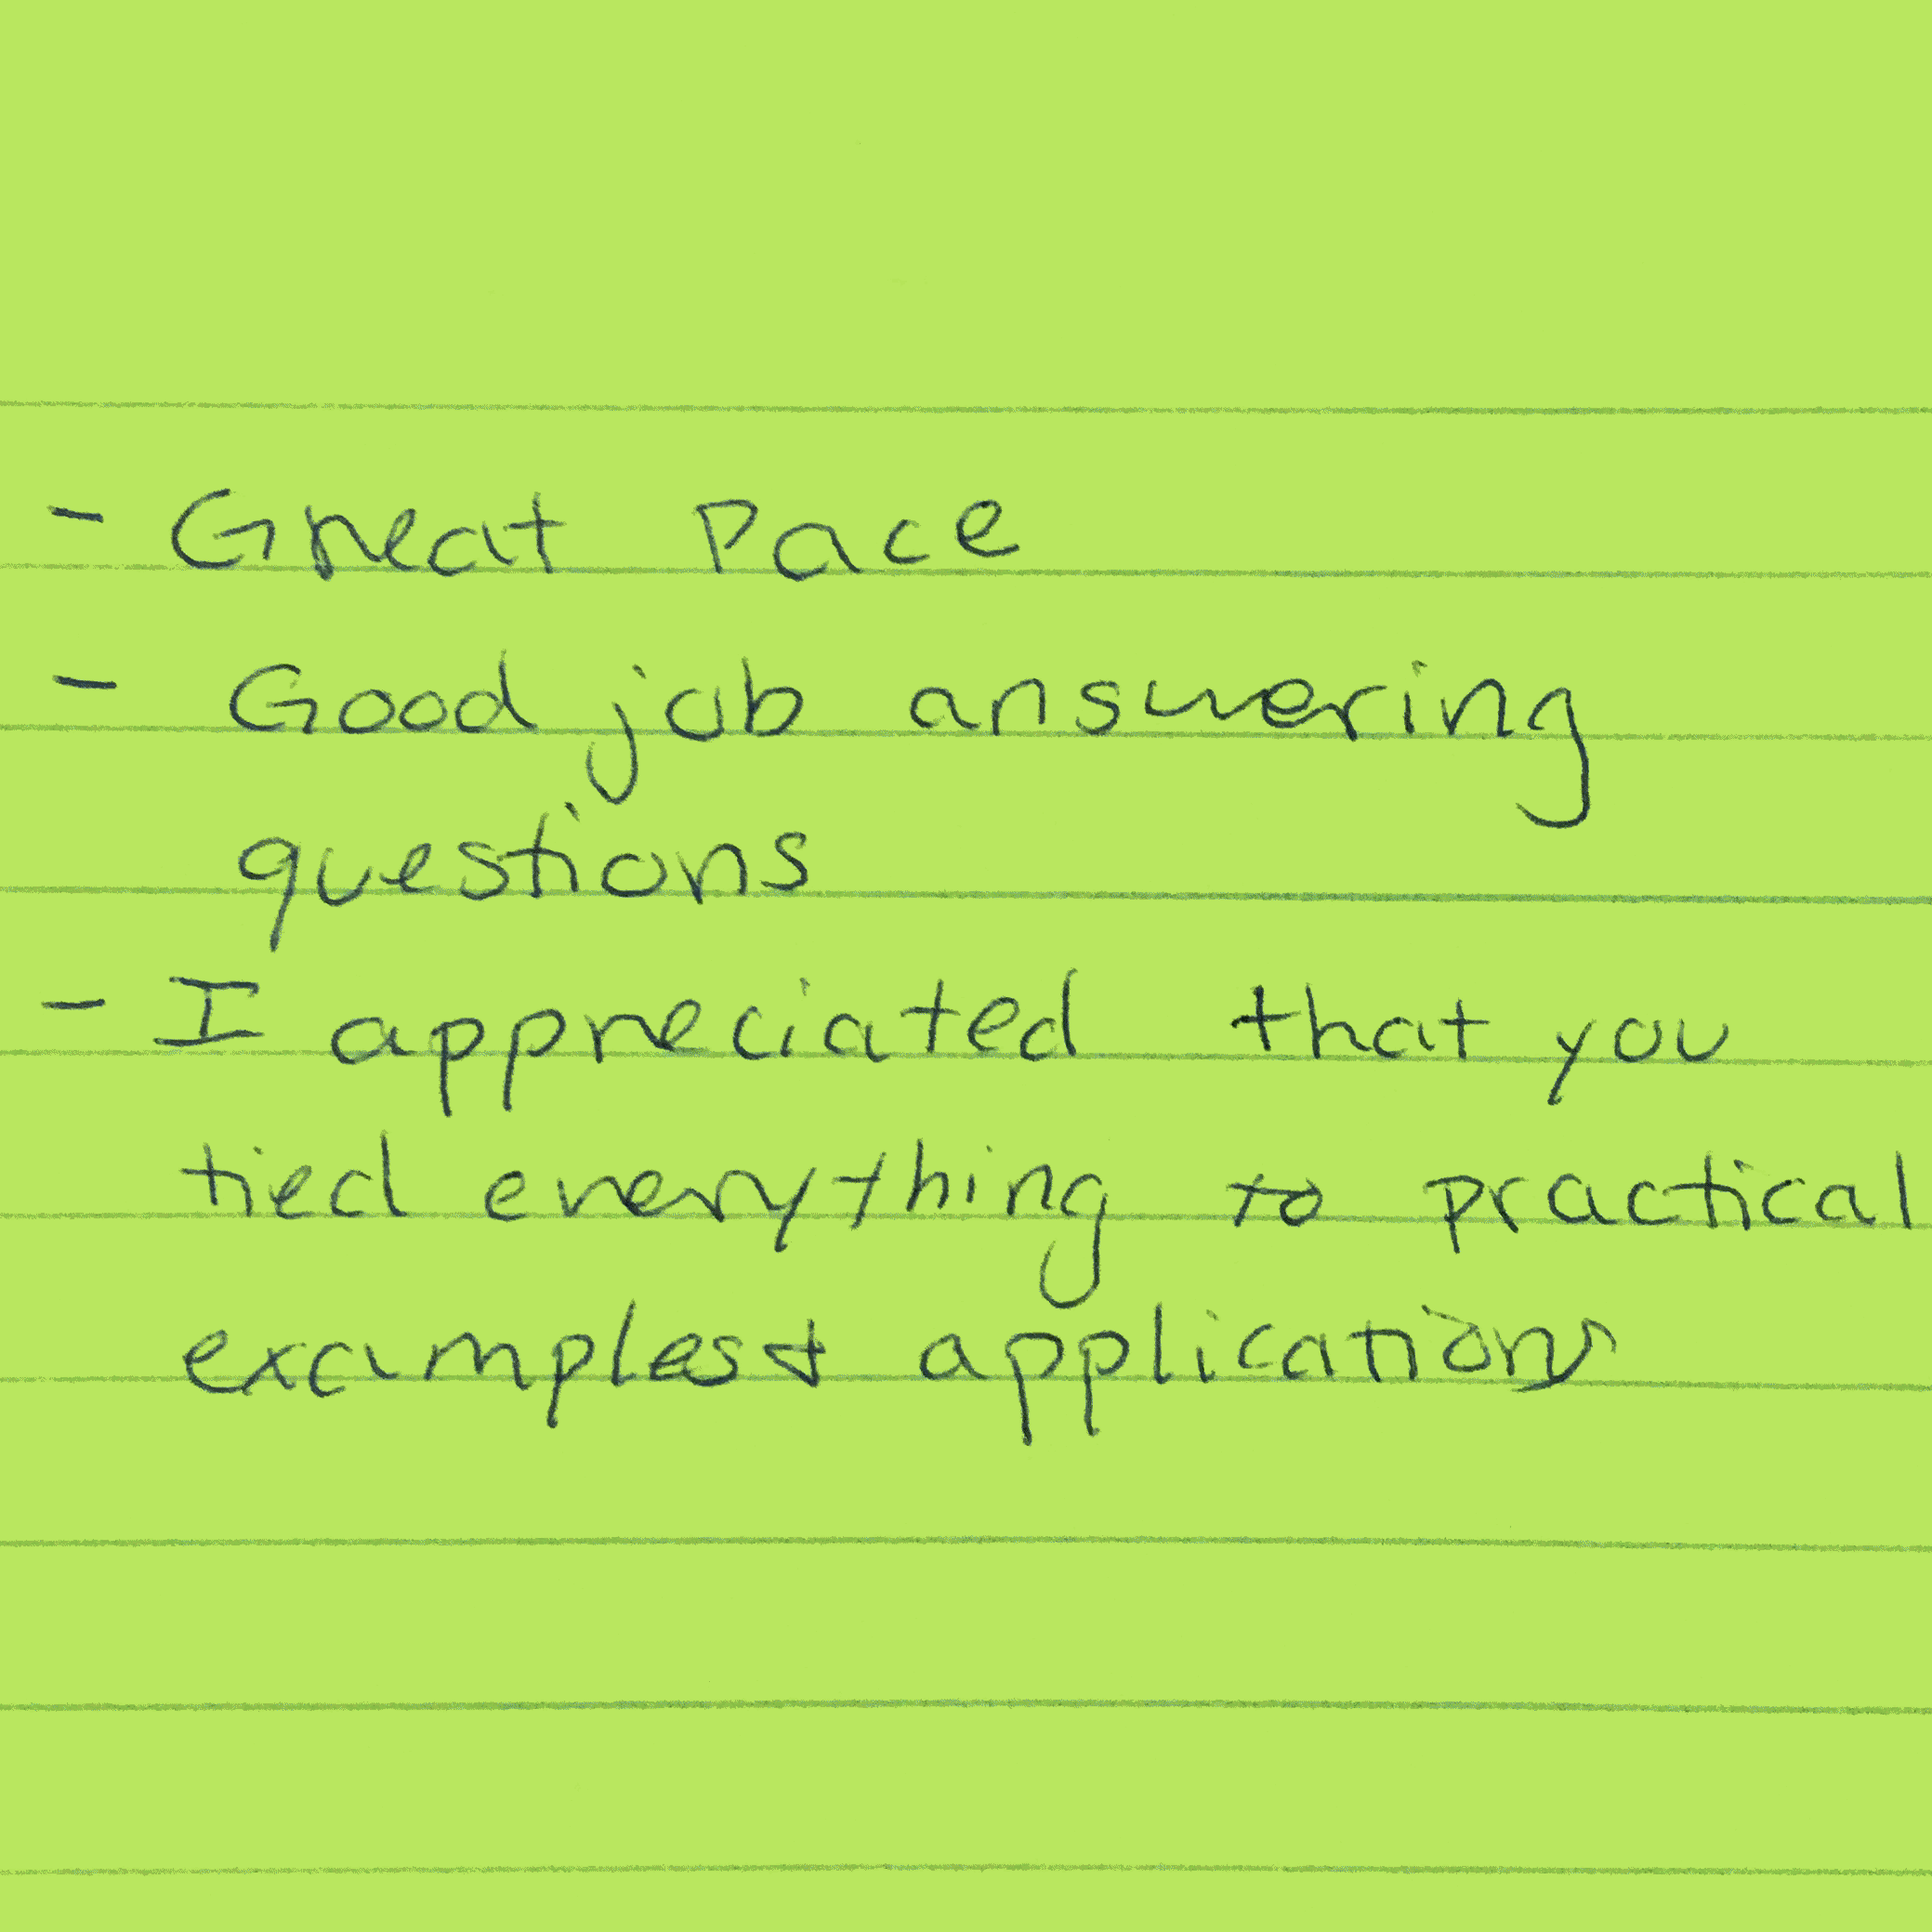 - Great Pace
- Good job answering
questions
- I appreciated that you
tied everything to practical
examples + applications